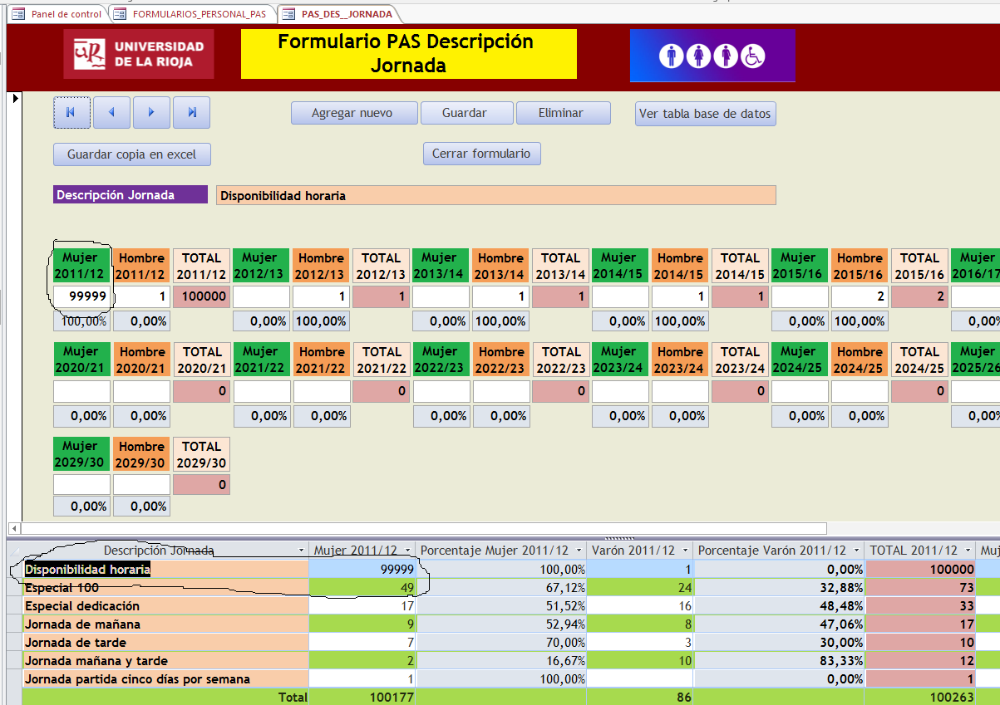 Panel de control FORMULARIOS_PERSONAL_PAS PAS_DES__JORNADA
UNIVERSIDAD
DE LA RIOJA
Formulario PAS Descripción
Jornada
Agregar nuevo Guardar Eliminar Ver tabla base de datos
Guardar copia en excel Cerrar formulario
Descripción Jornada Disponibilidad horaria
Mujer Hombre TOTAL Mujer Hombre TOTAL Mujer Hombre TOTAL Mujer Hombre TOTAL Mujer Hombre TOTAL Mujer
2011/12 2011/12 2011/12 2012/13 2012/13 2012/13 2013/14 2013/14 2013/14 2014/15 2014/15 2014/15 2015/16 2015/16 2015/16 2016/17
99999 1 100000 1 1 1 1 1 1 2 2
100,00% 0,00% 0,00% 100,00% 0,00% 100,00% 0,00% 100,00% 0,00% 100,00% 0,00
Mujer Hombre TOTAL Mujer Hombre TOTAL Mujer Hombre TOTAL Mujer Hombre TOTAL Mujer Hombre TOTAL Mujer
2020/21 2020/21 2020/21 2021/22 2021/22 2021/22 2022/23 2022/23 2022/23 2023/24 2023/24 2023/24 2024/25 2024/25 2024/25 2025/26
0 0 0 0 0
0,00% 0,00% 0,00% 0,00% 0,00% 0,00% 0,00% 0,00% 0,00% 0,00% 0,00
Mujer Hombre TOTAL
2029/30 2029/30 2029/30
0
0,00% 0,00%
Descripción Jornada Mujer 2011/12 Porcentaje Mujer 2011/12 Varón 2011/12 Porcentaje Varón 2011/12 TOTAL 2011/12 Muj
Disponibilidad horaria 99999 100,00% 1 0,00% 100000
Especial 100 49 67,12% 24 32,88% 73
Especial dedicación 17 51,52% 16 48,48% 33
Jornada de mañana 9 52,94% 8 47,06% 17
Jornada de tarde 7 70,00% 3 30,00% 10
Jornada mañana y tarde 2 16,67% 10 83,33% 12
Jornada partida cinco días por semana 1 100,00% 0,00% 1
Total 100177 86 100263